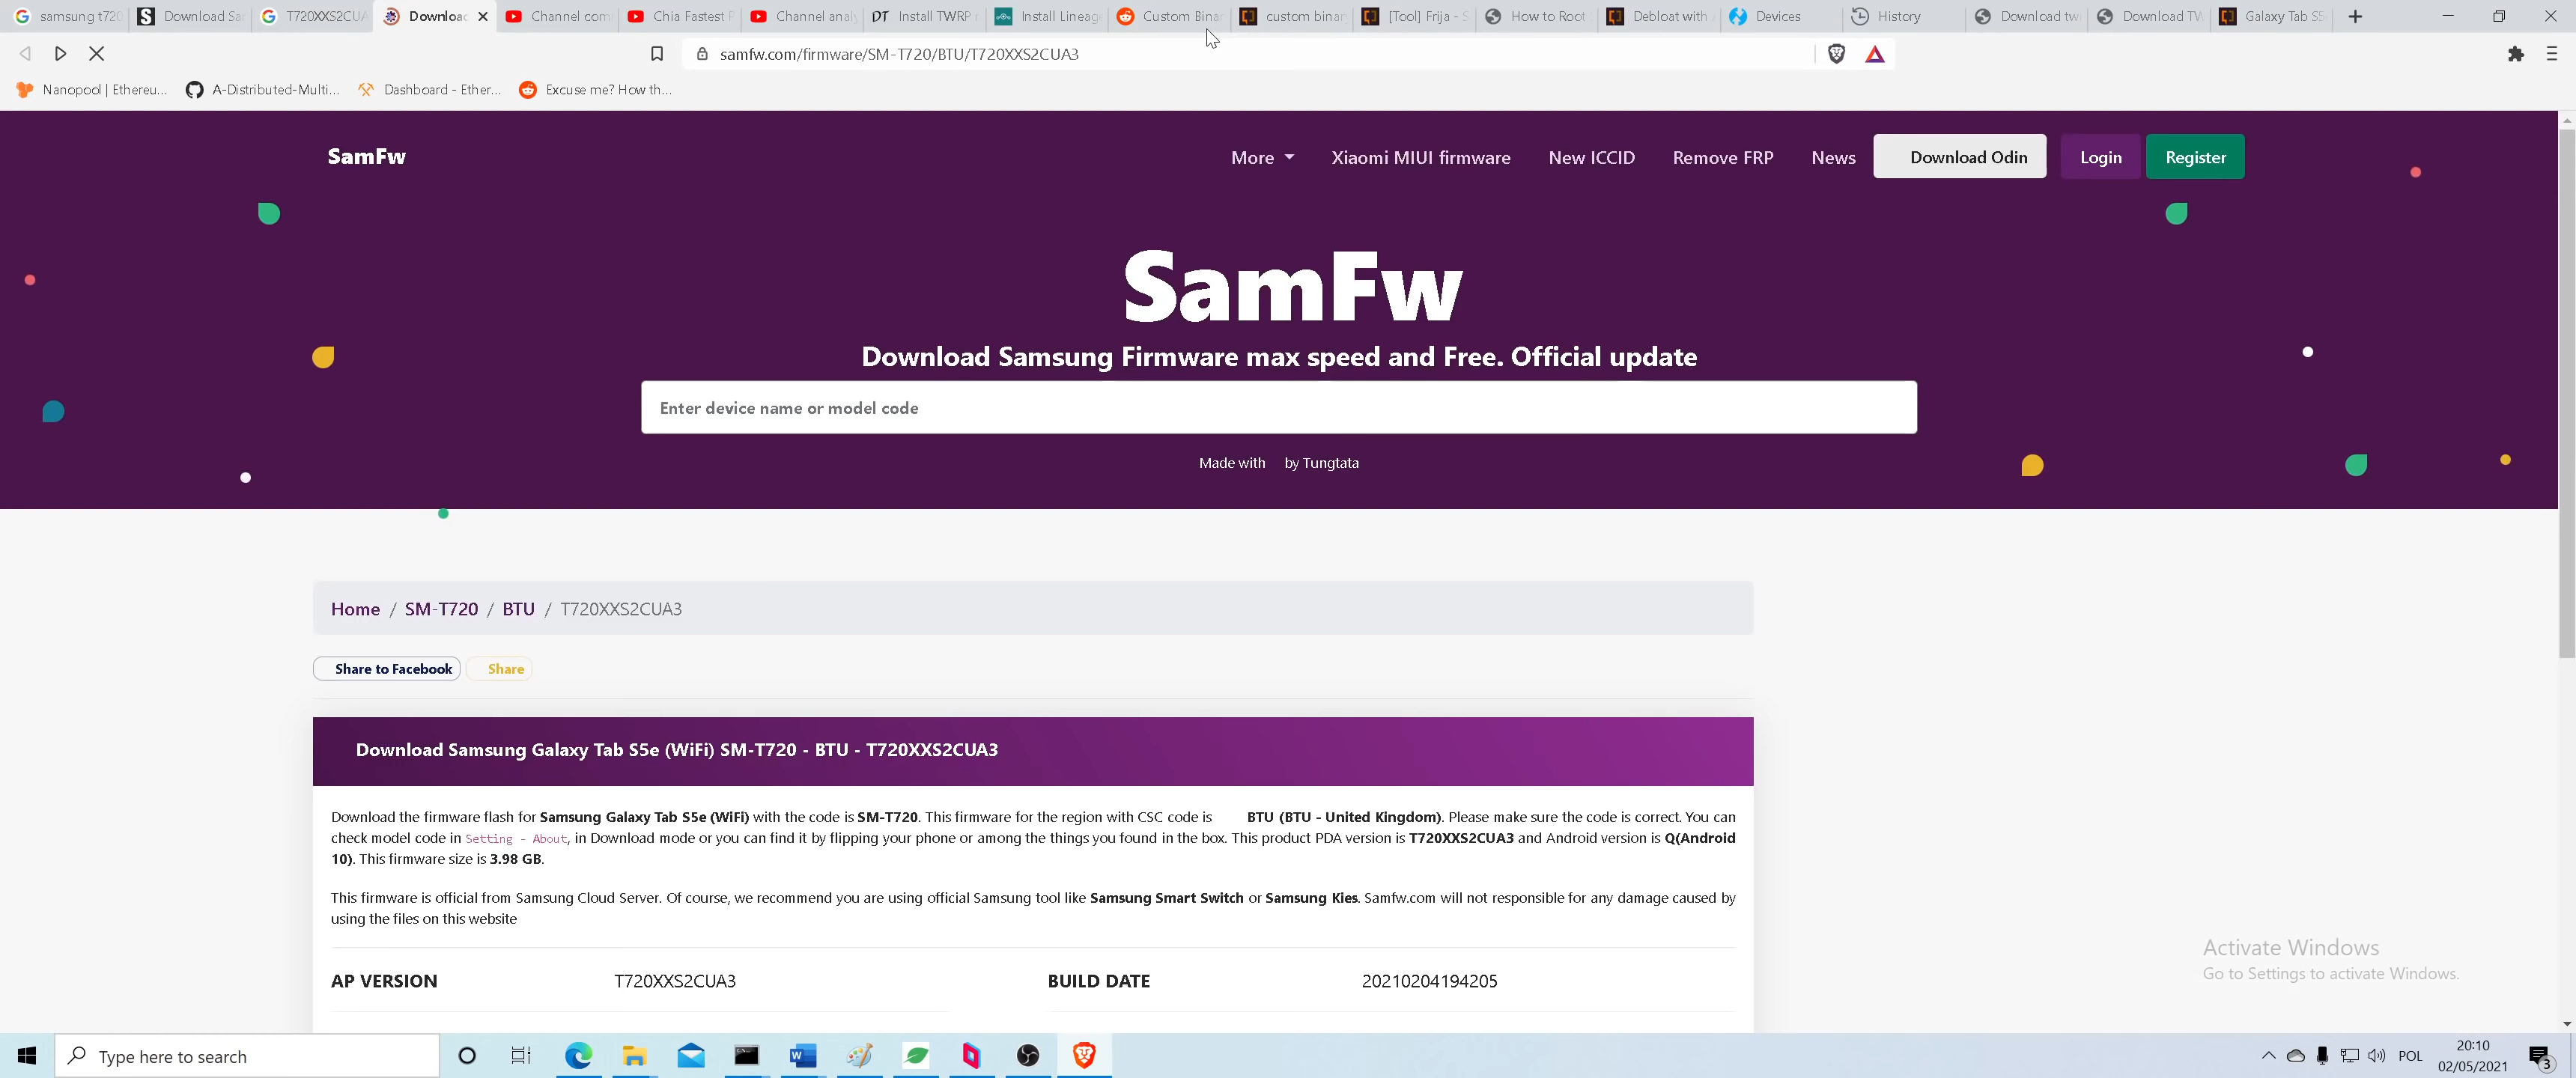 samsung t720
Download Sa
T720XXS2CUA
Downloa
Channel com
Chia Fastest P
Channel analy
Install TWRP
Install Lineag
Custom Binar
custom binar
[Tool] Frija - S
How to Root
Debloat with
Devices
History
Download tw
Download TW
Galaxy Tab S5
samfw.com/firmware/SM-T720/BTU/T720XXS2CUA3
Nanopool | Ethereu...
A-Distributed-Multi...
Dashboard - Ether...
Excuse me? How th...
SamFw
More
Xiaomi MIUI firmware
New ICCID
Remove FRP
News
Download Odin
Login
Register
SamFw
Download Samsung Firmware max speed and Free. Official update
Enter device name or model code
Made with by Tungtata
Home / SM-T720 / BTU / T720XXS2CUA3
Share to Facebook
Share
Download Samsung Galaxy Tab S5e (WiFi) SM-T720 - BTU - T720XXS2CUA3
Download the firmware flash for Samsung Galaxy Tab S5e (WiFi) with the code is SM-T720. This firmware for the region with CSC code is BTU (BTU - United Kingdom). Please make sure the code is correct. You can
check model code in Setting - About, in Download mode or you can find it by flipping your phone or among the things you found in the box. This product PDA version is T720XXS2CUA3 and Android version is Q(Android
10). This firmware size is 3.98 GB.
This firmware is official from Samsung Cloud Server. Of course, we recommend you are using official Samsung tool like Samsung Smart Switch or Samsung Kies. Samfw.com will not responsible for any damage caused by
using the files on this website
AP VERSION T720XXS2CUA3 BUILD DATE 20210204194205
Activate Windows
Go to Settings to activate Windows.
Type here to search
POL
20:10
02/05/2021
3